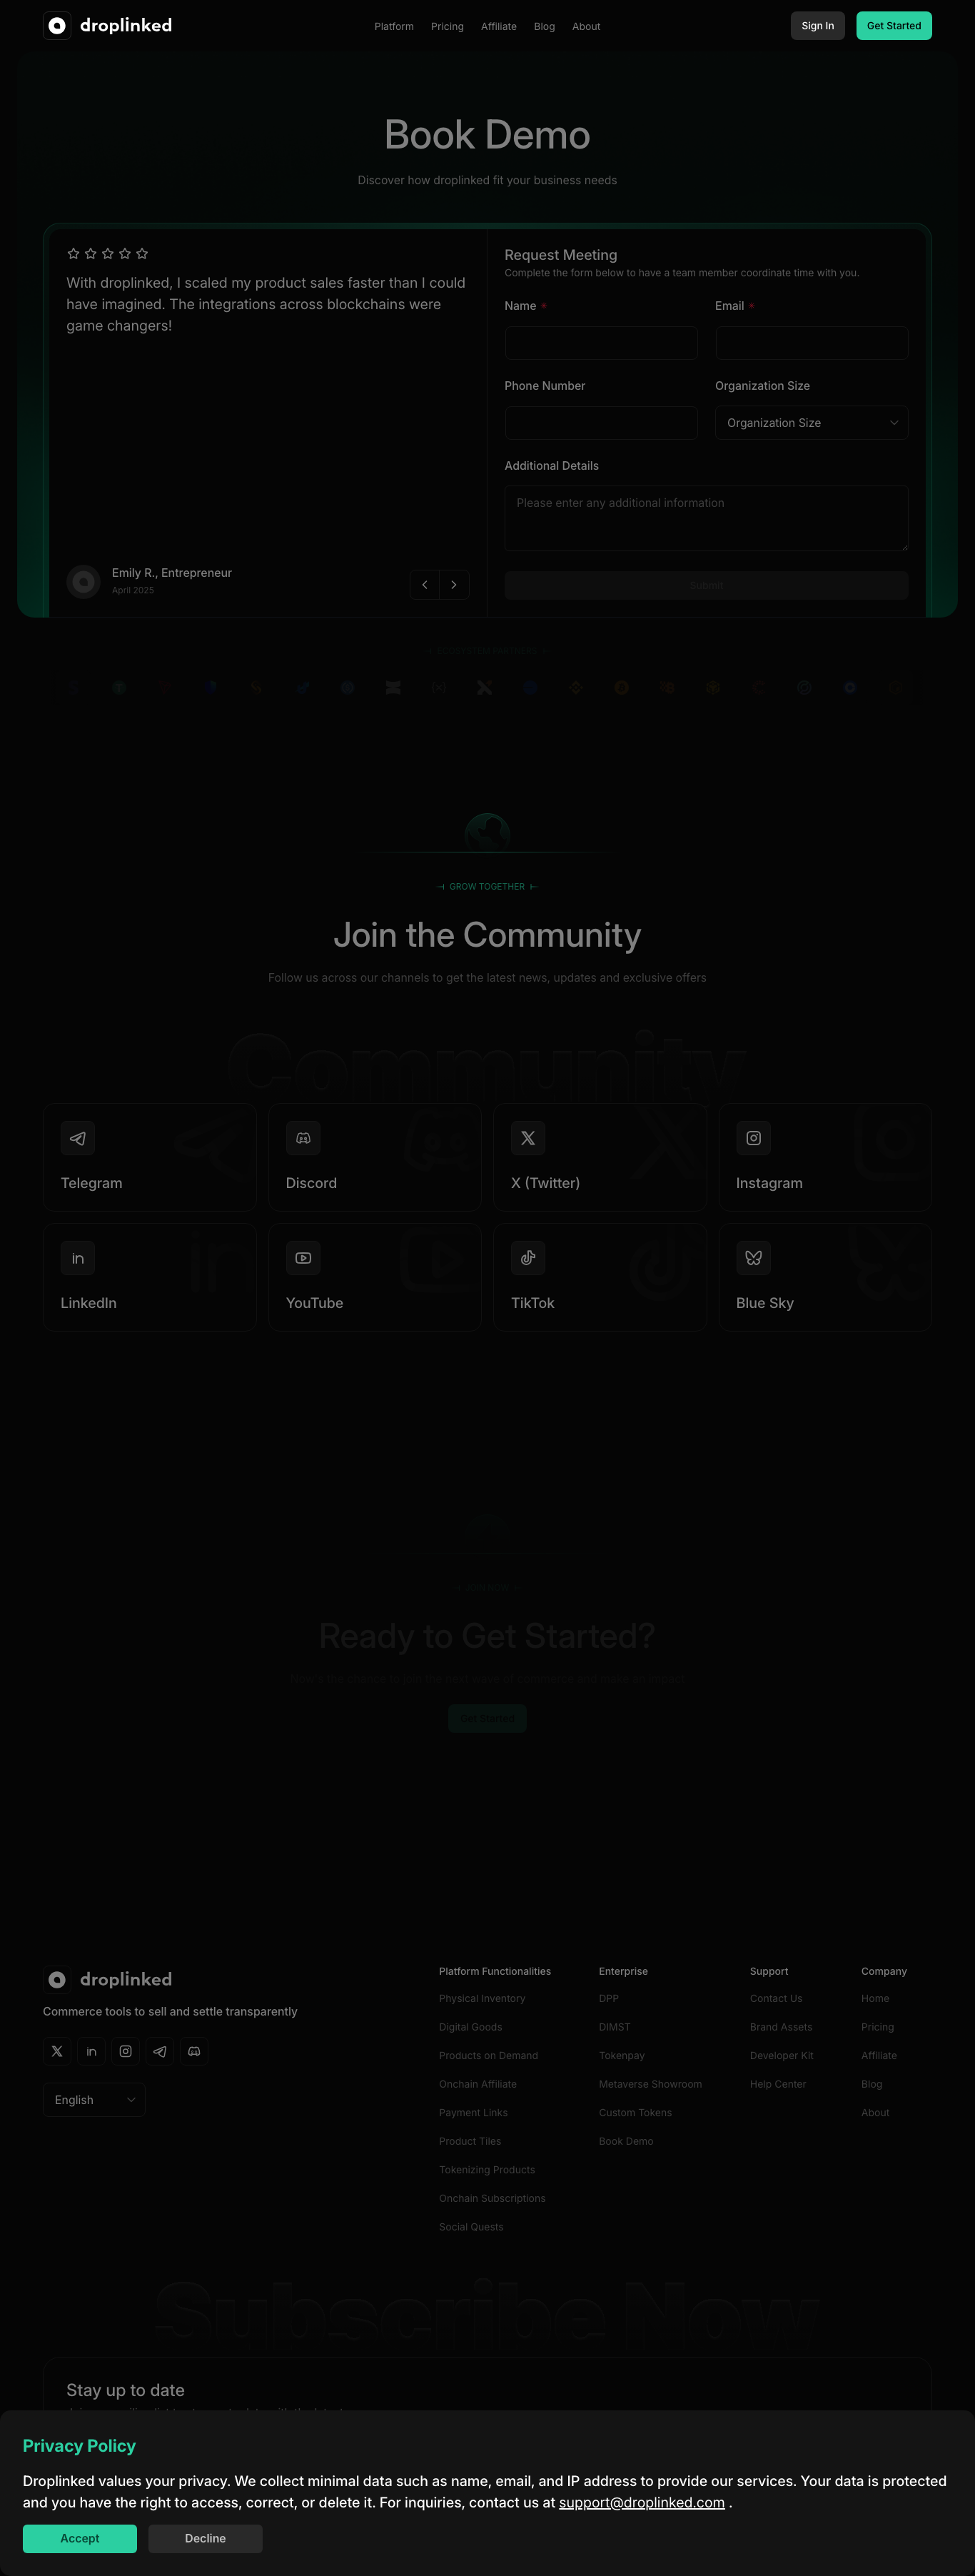 droplinked
Platform Pricing Affiliate Blog About
Sign In
Get Started
Book Demo
Discover how droplinked fit your business needs
With droplinked, I scaled my product sales faster than I could
have imagined. The integrations across blockchains were
game changers!
Emily R., Entrepreneur
April 2025
Request Meeting
Complete the form below to have a team member coordinate time with you.
Name *
Email *
Phone Number
Organization Size
Organization Size
Additional Details
Please enter any additional information
Submit
ECOSYSTEM PARTNERS
GROW TOGETHER
Join the Community
Follow us across our channels to get the latest news, updates and exclusive offers
Community
Telegram
Discord
X (Twitter)
Instagram
LinkedIn
YouTube
TikTok
Blue Sky
JOIN NOW
Ready to Get Started?
Get Started
droplinked
Commerce tools to sell and settle transparently
English
Platform Functionalities
Physical Inventory
Digital Goods
Products on Demand
Onchain Affiliate
Payment Links
Product Tiles
Tokenizing Products
Onchain Subscriptions
Social Quests
Enterprise
DPP
DIMST
Tokenpay
Metaverse Showroom
Custom Tokens
Book Demo
Support
Contact Us
Brand Assets
Developer Kit
Help Center
Company
Home
Pricing
Affiliate
Blog
About
Subscribe Now
Stay up to date
Privacy Policy
Droplinked values your privacy. We collect minimal data such as name, email, and IP address to provide our services. Your data is protected
and you have the right to access, correct, or delete it. For inquiries, contact us at support@droplinked.com .
Accept
Decline